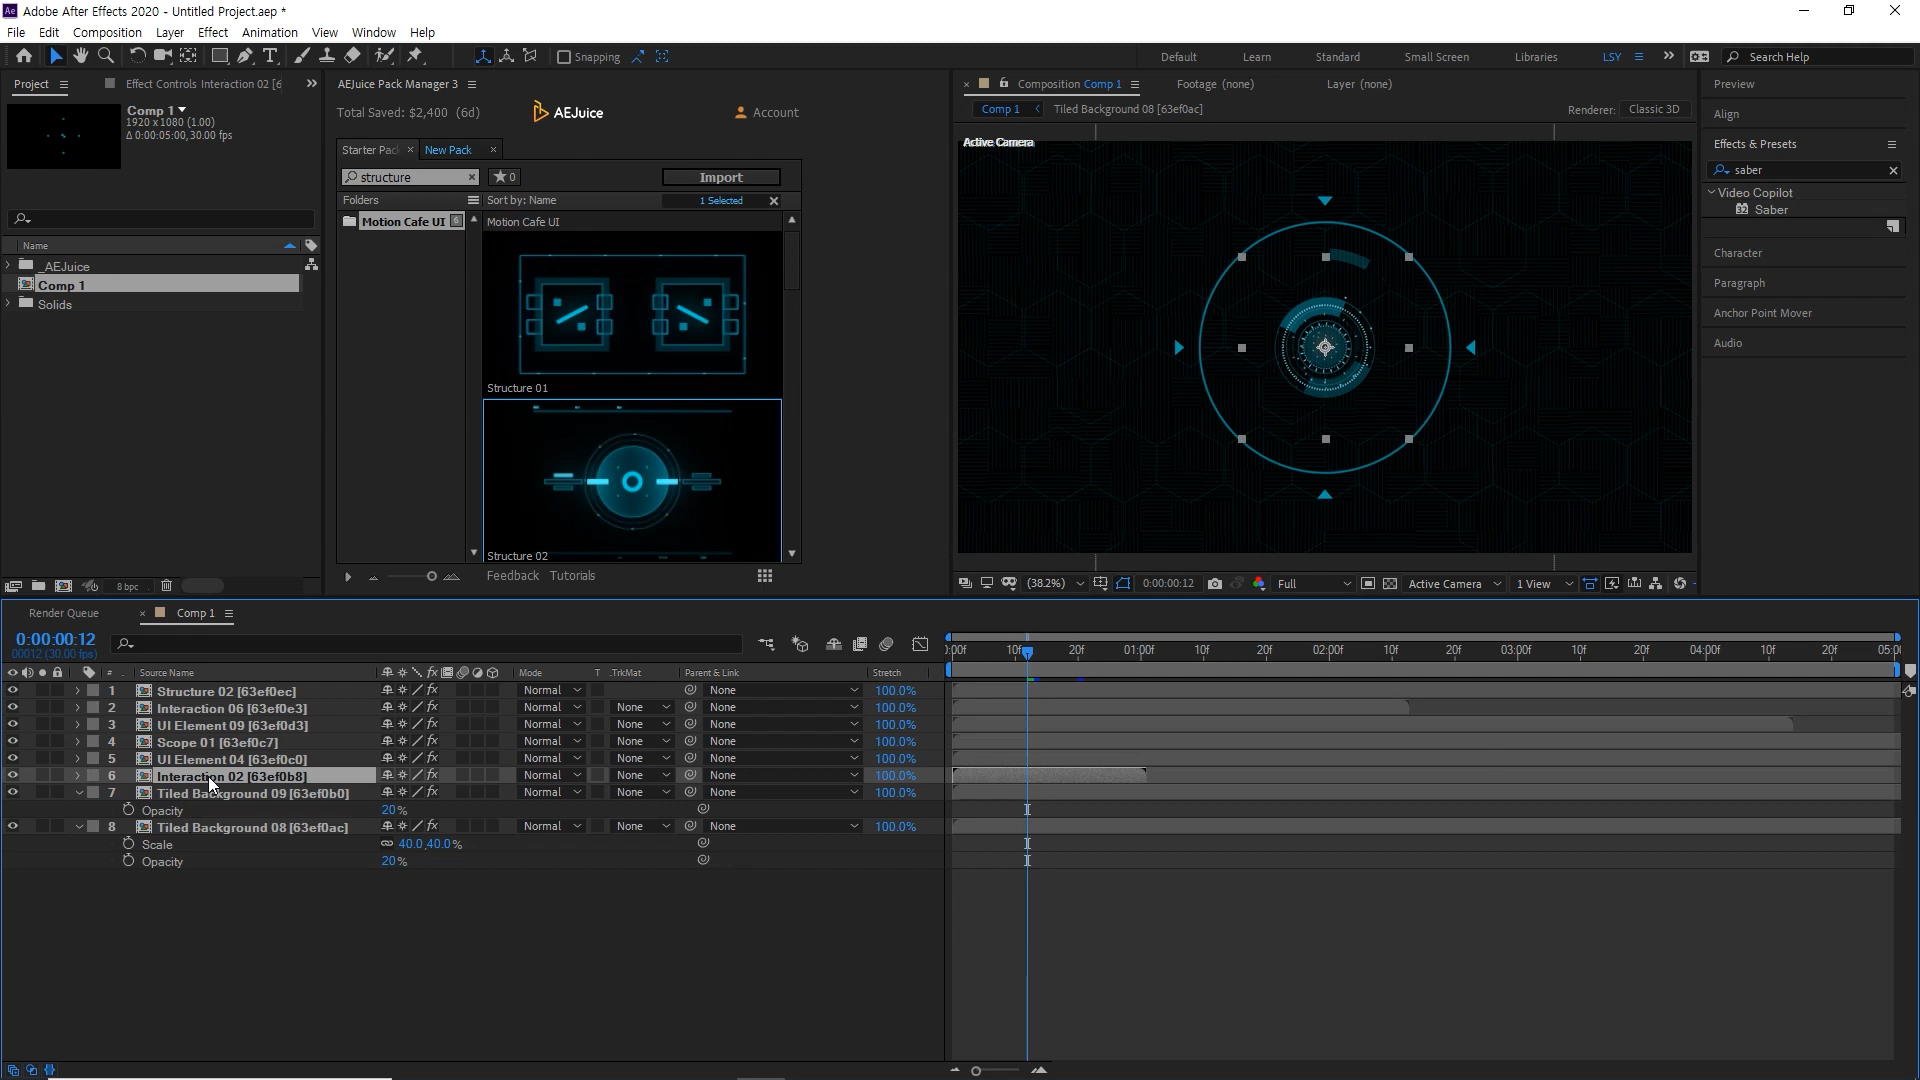 Adobe After Effects 2020 - Untitled Project.aep *
File Edit Composition Layer Effect Animation View Window Help
Snapping
Default Learn Standard Small Screen Libraries LSY Search Help
Project Effect Controls Interaction 02 [6
Comp 1
1920 x 1080 (1.00)
Δ 0:00:05:00, 30.00 fps
Name
_AEJuice
Comp 1
Solids
8 bpc
AEJuice Pack Manager 3
Total Saved: $2,400 (6d) AEJuice Account
Starter Pack New Pack
structure 0 Import
Folders Sort by: Name 1 Selected
Motion Cafe UI 6 Motion Cafe UI
Structure 01
Structure 02
Feedback Tutorials
Composition Comp 1 Footage (none) Layer (none)
Comp 1 Tiled Background 08 [63ef0ac] Renderer: Classic 3D
Active Camera
(38.2%) 0:00:00:12 Full Active Camera 1 View
Preview
Align
Effects & Presets
saber
Video Copilot
32 Saber
Character
Paragraph
Anchor Point Mover
Audio
Render Queue Comp 1
0:00:00:12
00012 (30.00 fps)
# Source Name fx Mode T .TrkMat Parent & Link Stretch
):00f 10f 20f 01:00f 10f 20f 02:00f 10f 20f 03:00f 10f 20f 04:00f 10f 20f 05:0
1 Structure 02 [63ef0ec] fx Normal None 100.0%
2 Interaction 06 [63ef0e3] fx Normal None None 100.0%
3 UI Element 09 [63ef0d3] fx Normal None None 100.0%
4 Scope 01 [63ef0c7] fx Normal None None 100.0%
5 UI Element 04 [63ef0c0] fx Normal None None 100.0%
6 Interaction 02 [63ef0b8] fx Normal None None 100.0%
7 Tiled Background 09 [63ef0b0] fx Normal None None 100.0%
Opacity 20%
8 Tiled Background 08 [63ef0ac] fx Normal None None 100.0%
Scale 40.0,40.0%
Opacity 20%